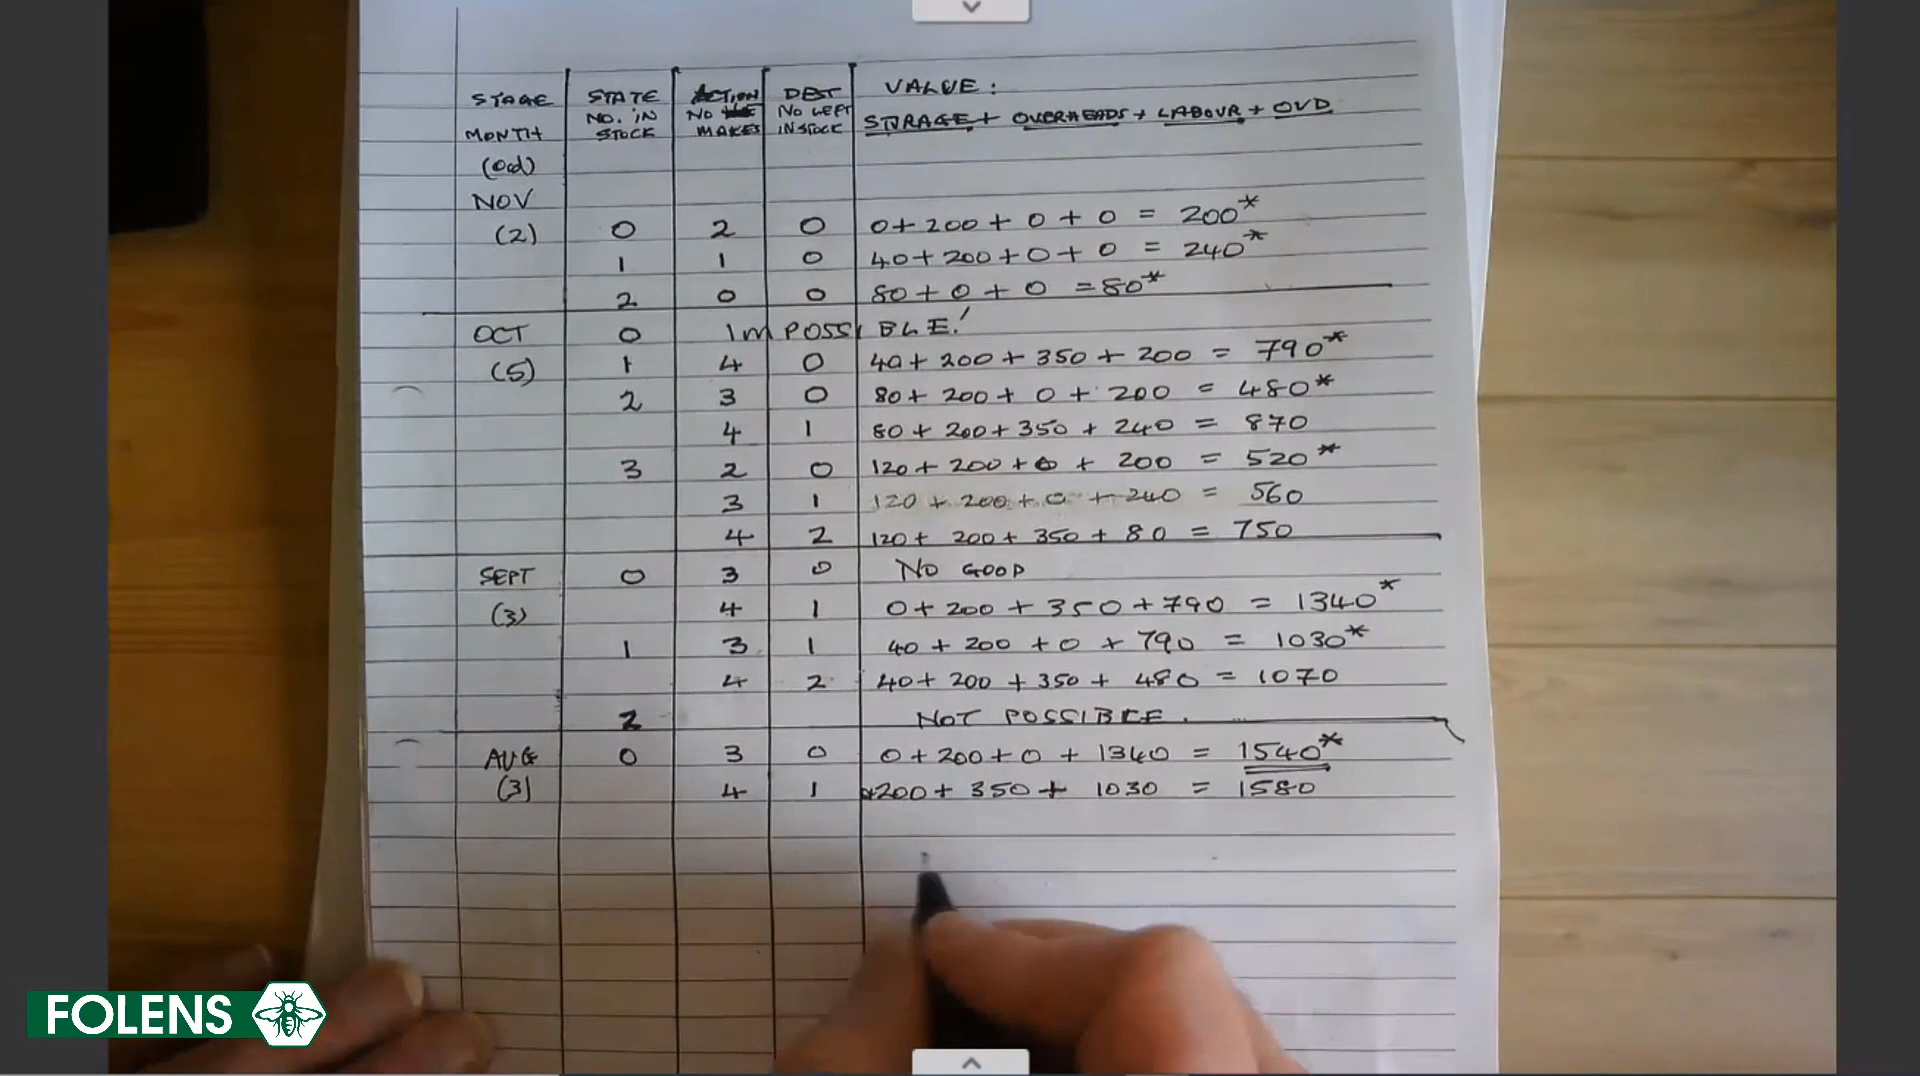 STAGE STATE ACTION DEST VALUE:
MONTH NO. IN STOCK NO MAKES NO LEFT IN STOCK STORAGE + OVERHEADS + LABOUR + OVD
(Od)
NOV
(2) 0 2 0 0 + 200 + 0 + 0 = 200*
1 1 0 40 + 200 + 0 + 0 = 240*
2 0 0 80 + 0 + 0 = 80*
OCT 0 IMPOSSIBLE!
(5) 1 4 0 40 + 200 + 350 + 200 = 790*
2 3 0 80 + 200 + 0 + 200 = 480*
4 1 80 + 200 + 350 + 240 = 870
3 2 0 120 + 200 + 0 + 200 = 520*
3 1 120 + 200 + 0 + 240 = 560
4 2 120 + 200 + 350 + 80 = 750
SEPT 0 3 0 NO GOOD
(3) 4 1 0 + 200 + 350 + 790 = 1340*
1 3 1 40 + 200 + 0 + 790 = 1030*
4 2 40 + 200 + 350 + 480 = 1070
2 NOT POSSIBLE.
AUG 0 3 0 0 + 200 + 0 + 1340 = 1540*
(3) 4 1 +200 + 350 + 1030 = 1580
FOLENS